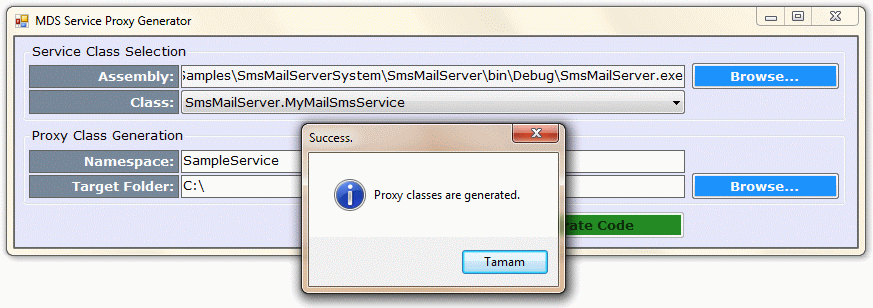 MDS Service Proxy Generator
Service Class Selection
Assembly: Samples\SmsMailServerSystem\SmsMailServer\bin\Debug\SmsMailServer.exe Browse...
Class: SmsMailServer.MyMailSmsService
Proxy Class Generation
Success.
Namespace: SampleService
Proxy classes are generated.
Target Folder: C:\ Browse...
Code
Tamam